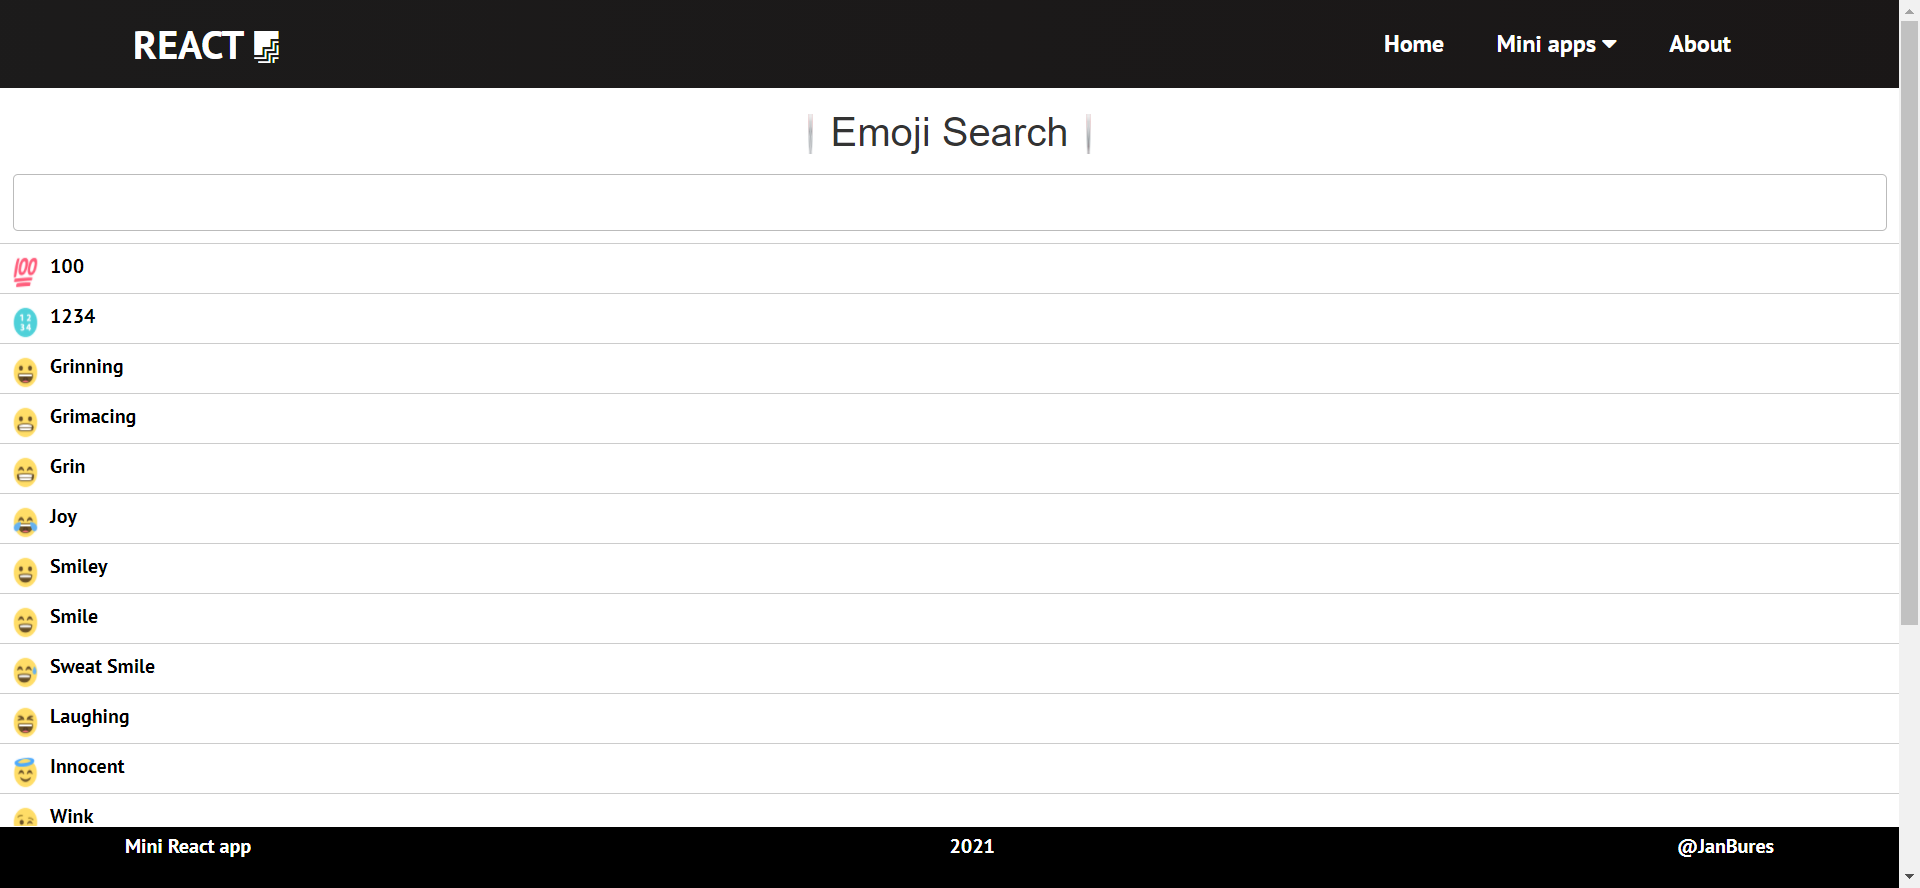 REACT
Home Mini apps About
Emoji Search
100
1234
Grinning
Grimacing
Grin
Joy
Smiley
Smile
Sweat Smile
Laughing
Innocent
Wink
Mini React app 2021 @JanBures